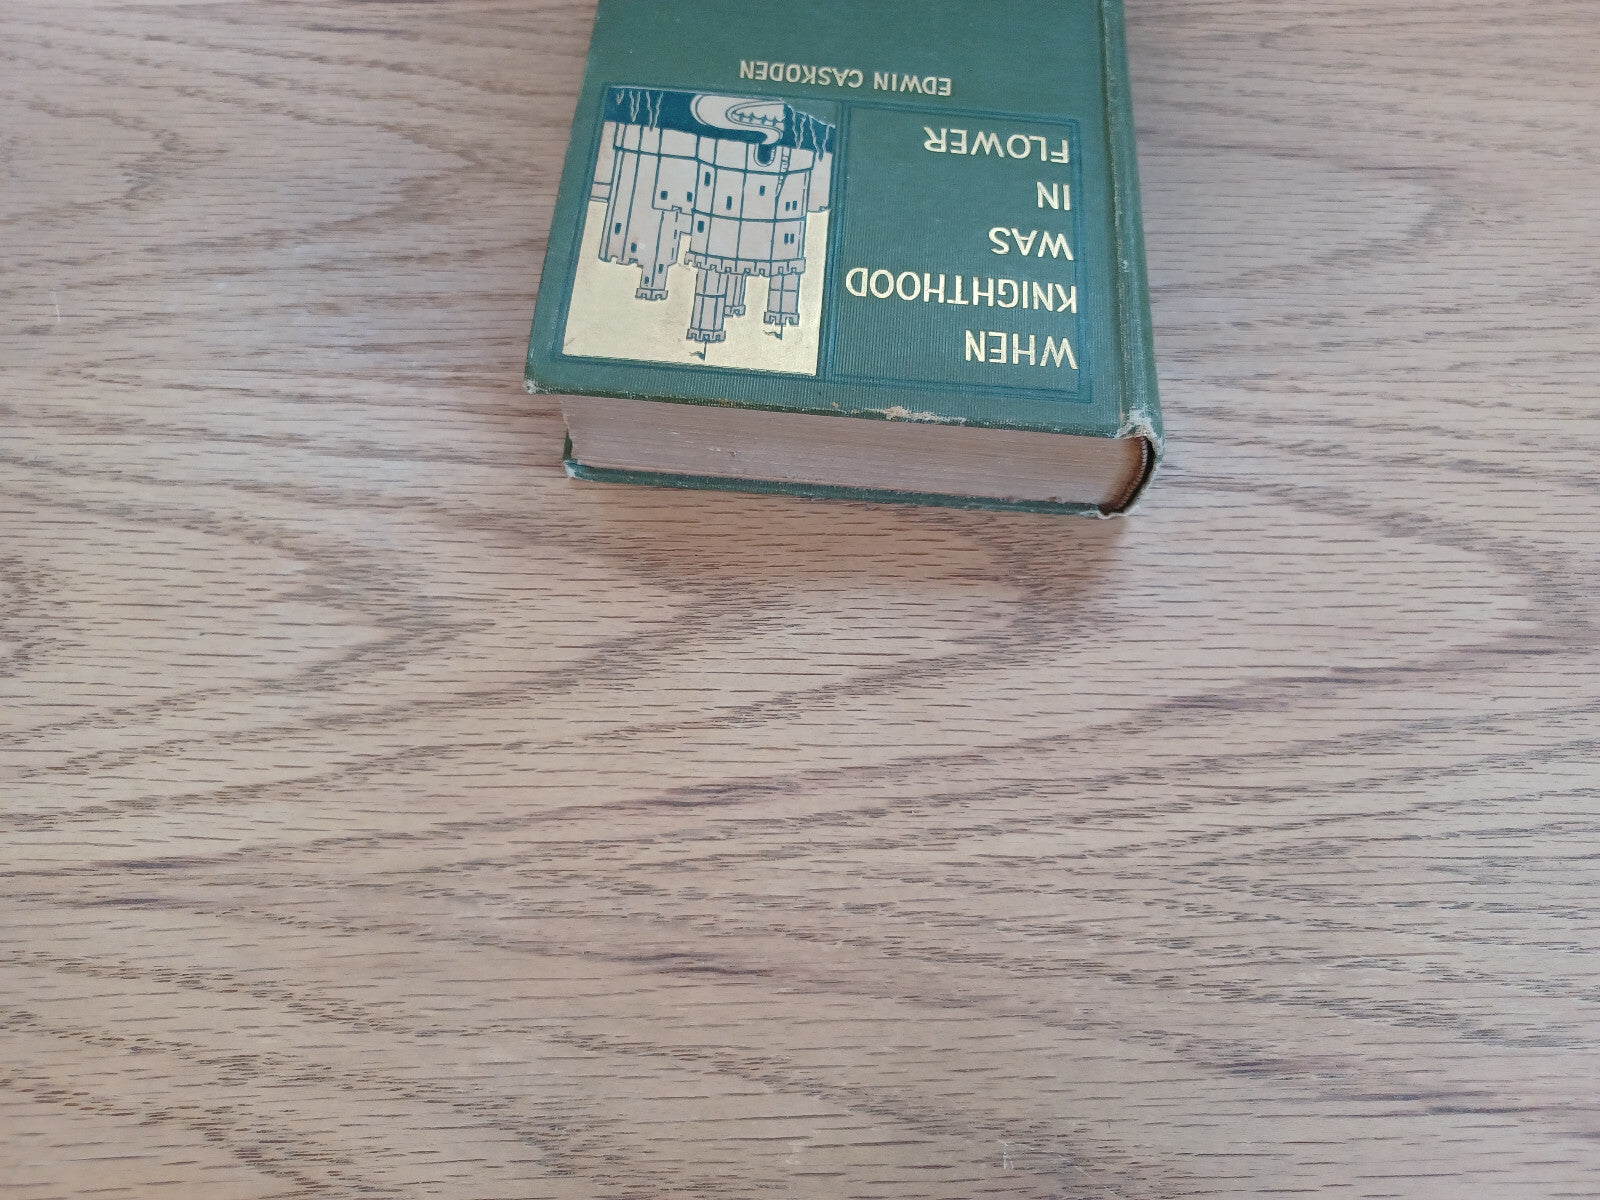 WHEN
KNIGHTHOOD
WAS
IN
FLOWER
EDWIN CASKODEN